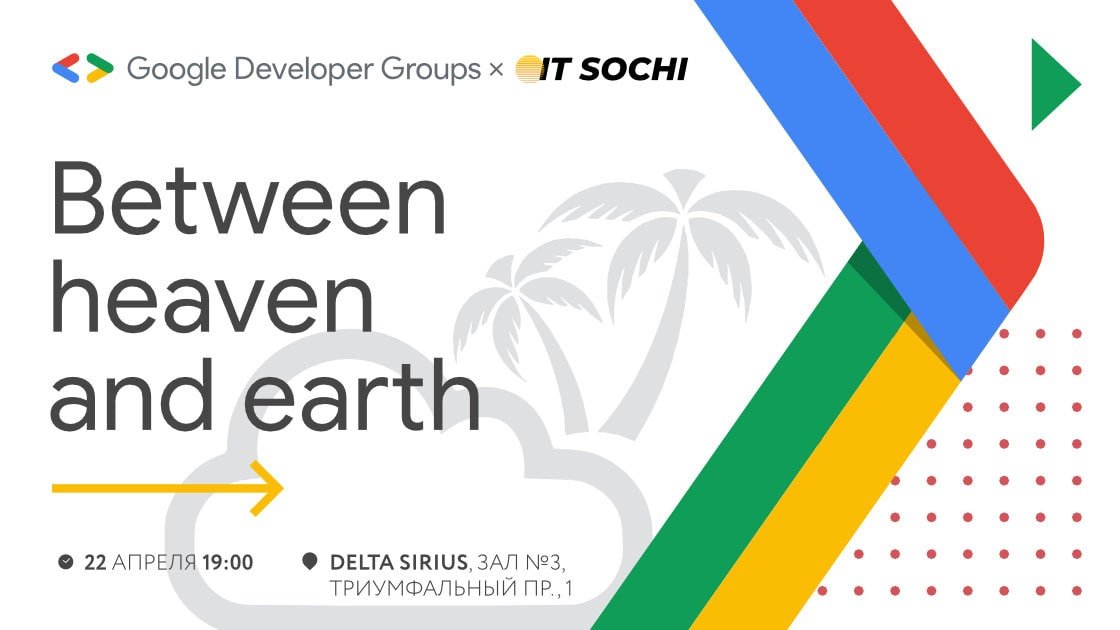 Google Developer Groups × IT SOCHI
Between
heaven
and earth
22 АПРЕЛЯ 19:00
DELTA SIRIUS, ЗАЛ №3,
ТРИУМФАЛЬНЫЙ ПР., 1